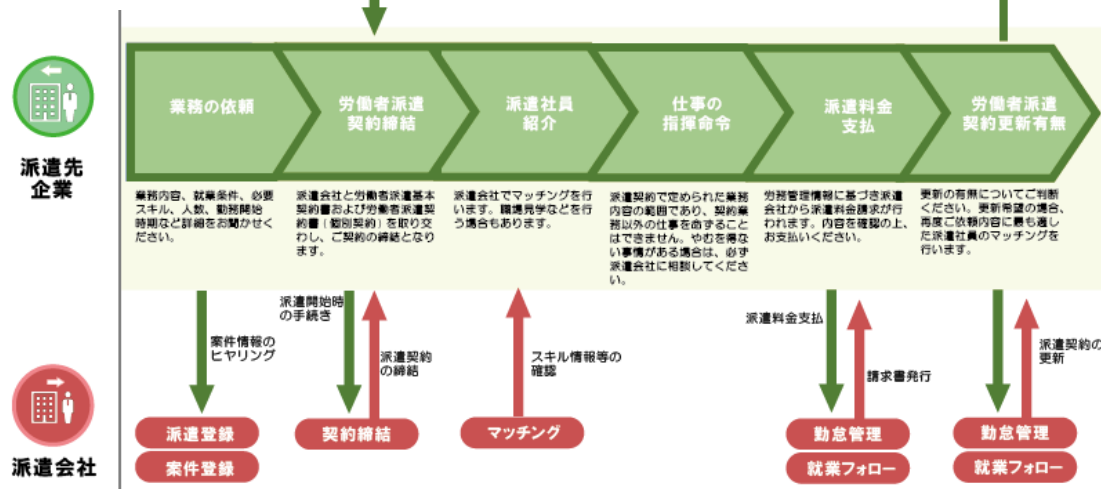 派遣先
企業
業務の依頼
労働者派遣
契約締結
派遣社員
紹介
仕事の
指揮命令
派遣料金
支払
労働者派遣
契約更新有無
業務内容、就業条件、必要
スキル、人数、勤務開始
時期など詳細をお聞かせく
ださい。
派遣会社と労働者派遣基本
契約書および労働者派遣契
約書(個別契約)を取り交
わし、ご契約の締結となり
ます。
派遣会社でマッチングを行
います。職場見学などを行
う場合もあります。
派遣契約で定められた業務
内容の範囲であり、契約業
務以外の仕事を命ずること
はできません。やむを得な
い事情がある場合は、必ず
派遣会社に相談してくださ
い。
労務管理情報に基づき派遣
会社から派遣料金請求が行
われます。内容を確認の上、
お支払いください。
更新の有無についてご判断
ください。更新希望の場合、
再度ご依頼内容に最も適し
た派遣社員のマッチングを
行います。
案件情報の
ヒヤリング
派遣開始時
の手続き
派遣契約
の締結
スキル情報等の
確認
派遣料金支払
請求書発行
派遣契約の
更新
派遣会社
派遣登録
案件登録
契約締結
マッチング
勤怠管理
就業フォロー
勤怠管理
就業フォロー